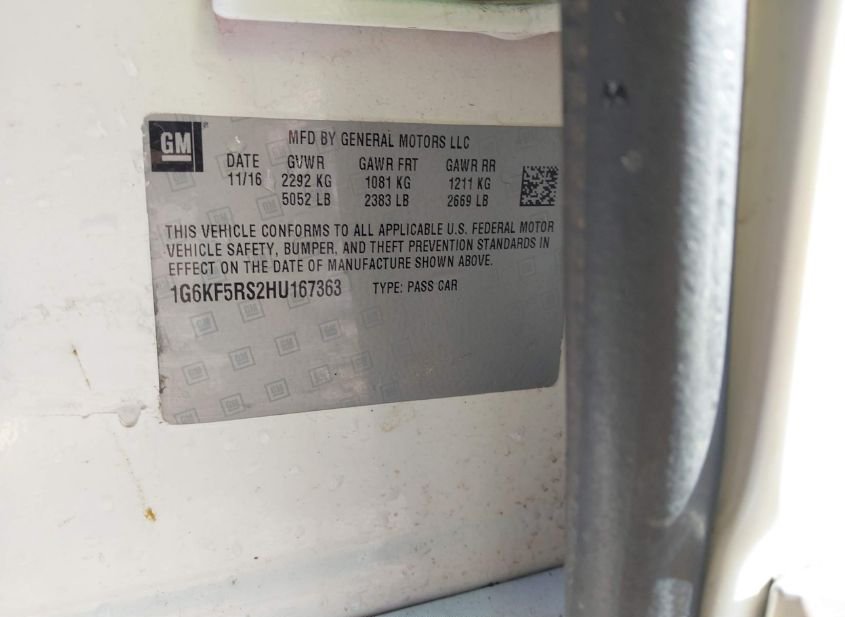 GM
MFD BY GENERAL MOTORS LLC
DATE GVWR GAWR FRT GAWR RR
11/16 2292 KG 1081 KG 1211 KG
5052 LB 2383 LB 2669 LB
THIS VEHICLE CONFORMS TO ALL APPLICABLE U.S. FEDERAL MOTOR
VEHICLE SAFETY, BUMPER, AND THEFT PREVENTION STANDARDS IN
EFFECT ON THE DATE OF MANUFACTURE SHOWN ABOVE.
1G6KF5RS2HU167363 TYPE: PASS CAR